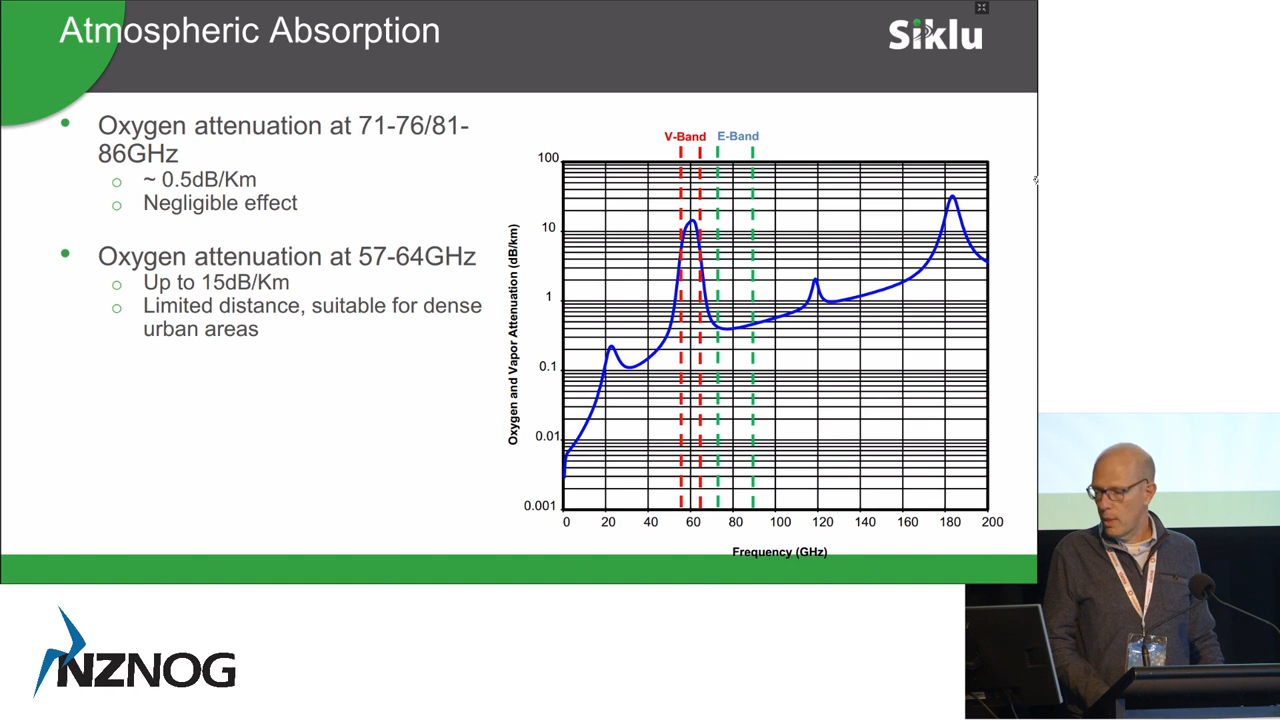 Atmospheric Absorption
Siklu
• Oxygen attenuation at 71-76/81-
86GHz
o ~ 0.5dB/Km
o Negligible effect
• Oxygen attenuation at 57-64GHz
o Up to 15dB/Km
o Limited distance, suitable for dense
urban areas
V-Band E-Band
Oxygen and Vapor Attenuation (dB/km)
100
10
1
0.1
0.01
0.001
0 20 40 60 80 100 120 140 160 180 200
Frequency (GHz)
NZNOG